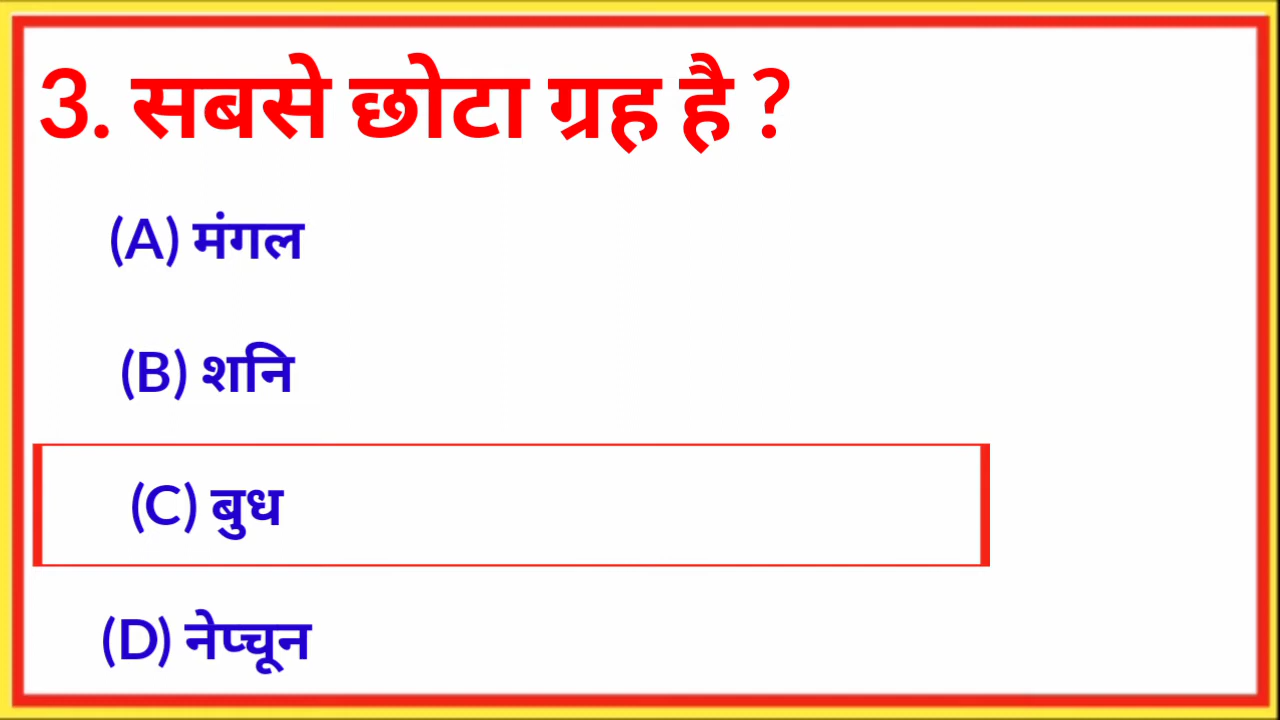 3. सबसे छोटा ग्रह है ?
(A) मंगल
(B) शनि
(C) बुध
(D) नेप्चून